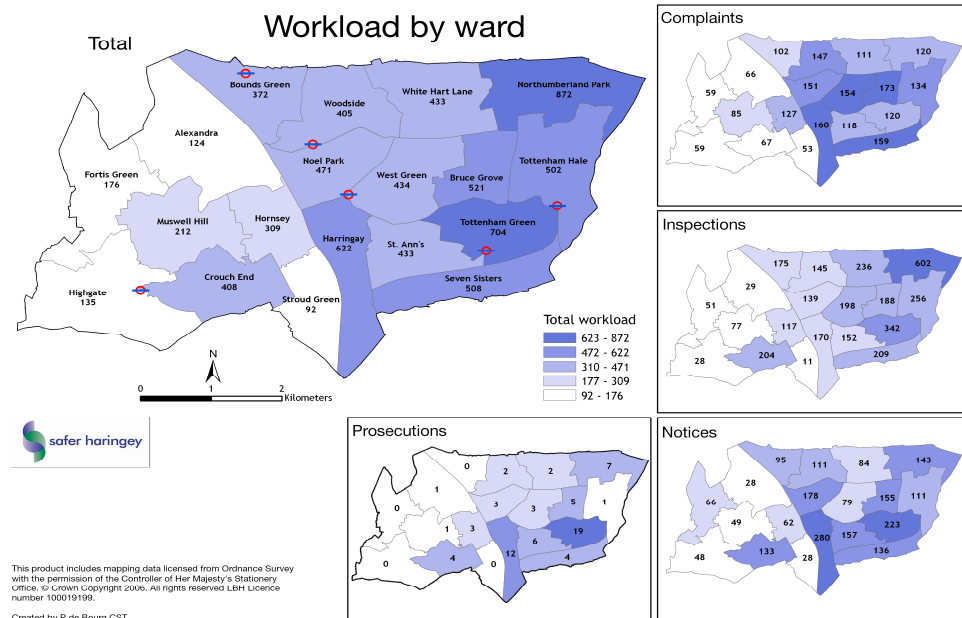 Workload by ward
Total
Bounds Green
372
Woodside
405
White Hart Lane
433
Northumberland Park
872
Alexandra
124
Noel Park
471
West Green
434
Bruce Grove
521
Tottenham Hale
502
Fortis Green
176
Muswell Hill
212
Hornsey
309
Harringay
622
St. Ann's
433
Tottenham Green
704
Crouch End
408
Seven Sisters
508
Highgate
135
Stroud Green
92
N
0 1 2
Kilometers
Total workload
623 - 872
472 - 622
310 - 471
177 - 309
92 - 176
safer haringey
This product includes mapping data licensed from Ordnance Survey
with the permission of the Controller of Her Majesty's Stationery
Office. © Crown Copyright 2006. All rights reserved LBH Licence
number 100019199.
Created by P de Bourg CST
Complaints
102
147
111
120
66
59
151
154
173
134
85
127
160
118
120
59
67
53
159
Inspections
175
145
236
602
29
51
139
198
188
256
77
117
170
152
342
28
204
11
209
Prosecutions
0
2
2
7
1
0
3
3
5
1
1
3
12
6
19
0
4
0
4
Notices
95
111
84
143
28
66
178
79
155
111
49
62
280
157
223
48
133
28
136